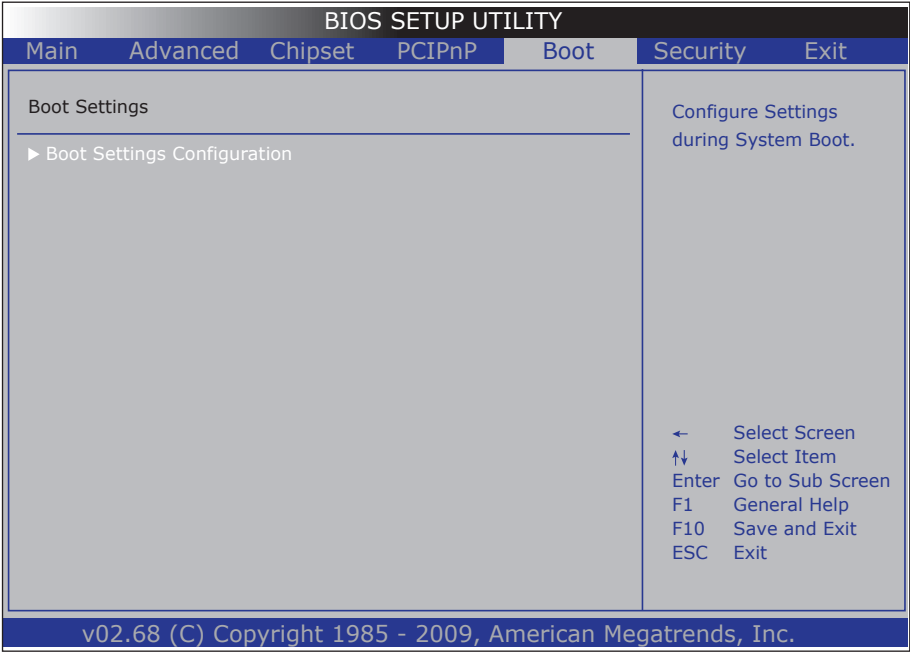 BIOS SETUP UTILITY
Main Advanced Chipset PCIPnP Boot Security Exit
Boot Settings
▶ Boot Settings Configuration
Configure Settings
during System Boot.
← Select Screen
↑↓ Select Item
Enter Go to Sub Screen
F1 General Help
F10 Save and Exit
ESC Exit
v02.68 (C) Copyright 1985 - 2009, American Megatrends, Inc.